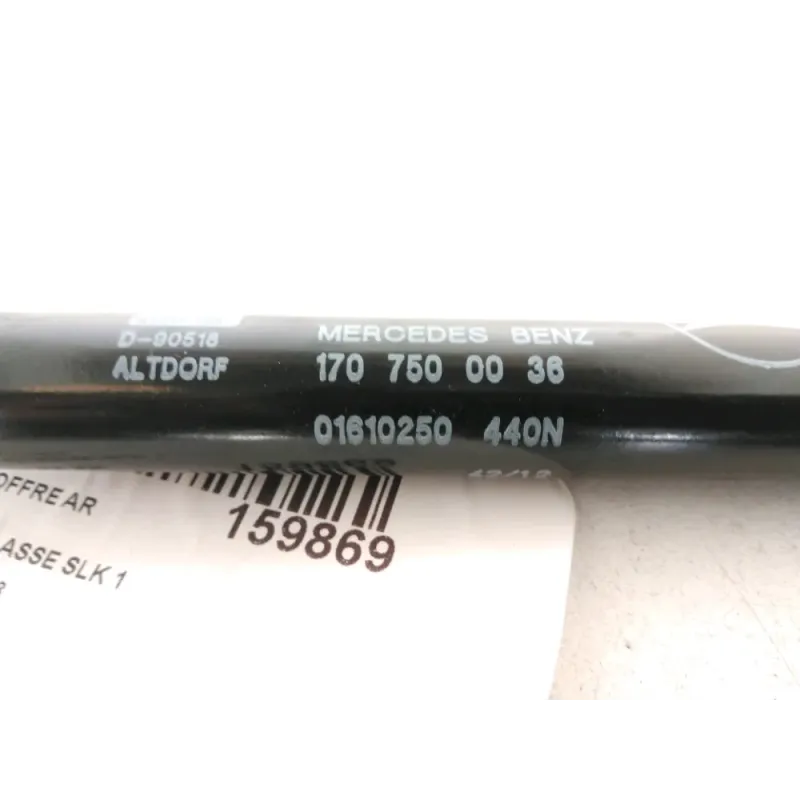 D-90518
ALTDORF
MERCEDES BENZ
170 750 00 36
01610250 440N
OFFRE AR
159869
ASSE SLK 1